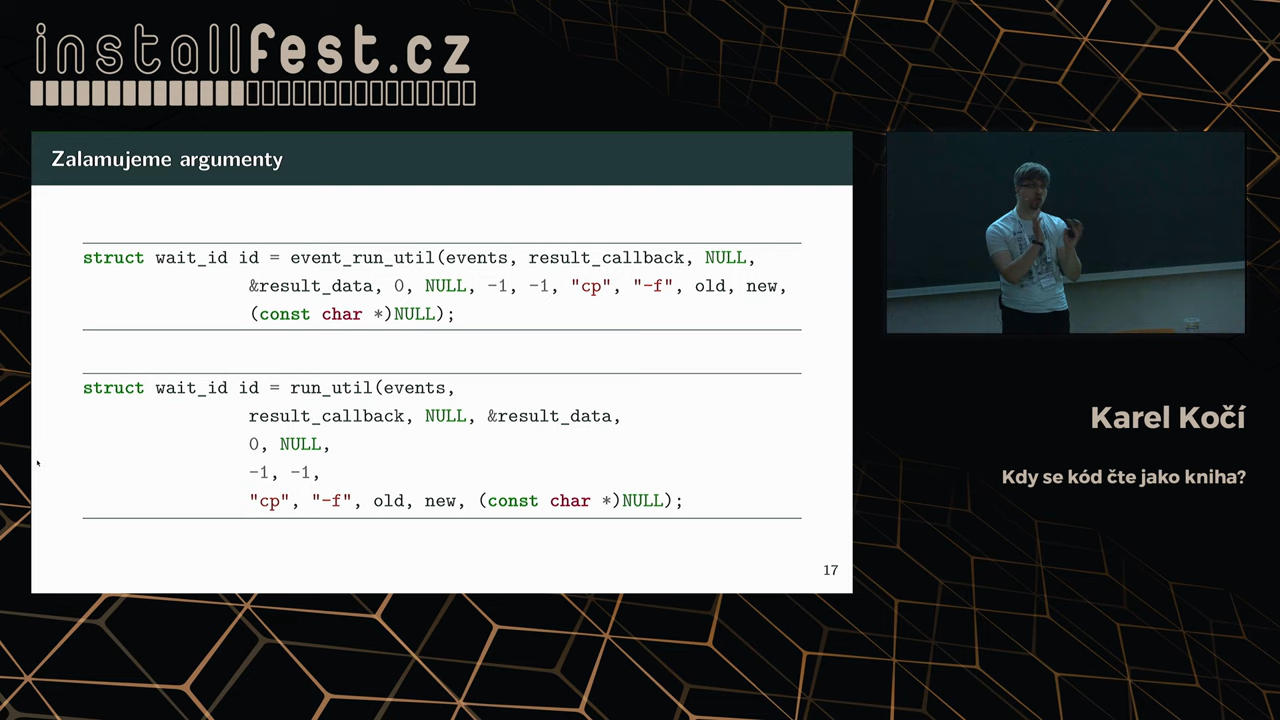 installfest.cz
Zalamujeme argumenty
struct wait_id id = event_run_util(events, result_callback, NULL,
&result_data, 0, NULL, -1, -1, "cp", "-f", old, new,
(const char *)NULL);
struct wait_id id = run_util(events,
result_callback, NULL, &result_data,
0, NULL,
-1, -1,
"cp", "-f", old, new, (const char *)NULL);
17
Karel Kočí
Kdy se kód čte jako kniha?